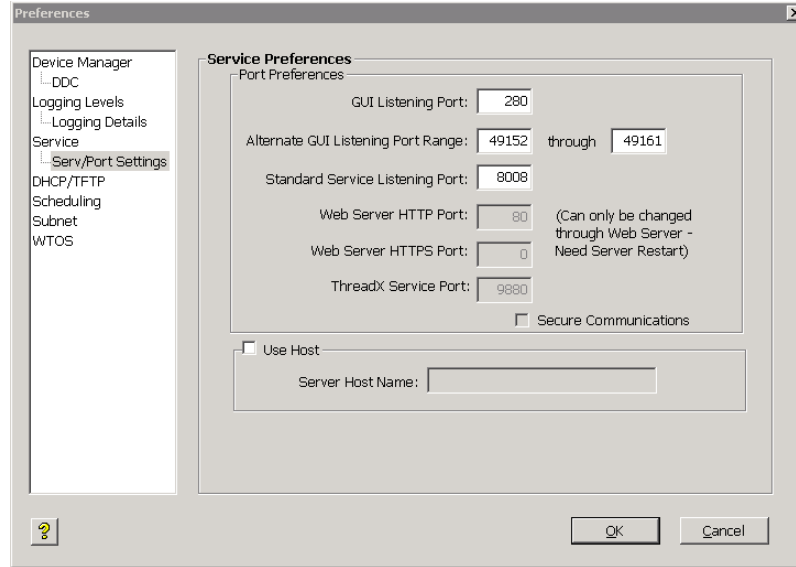 Preferences
Device Manager
DDC
Logging Levels
Logging Details
Service
Serv/Port Settings
DHCP/TFTP
Scheduling
Subnet
WTOS
Service Preferences
Port Preferences
GUI Listening Port: 280
Alternate GUI Listening Port Range: 49152 through 49161
Standard Service Listening Port: 8008
Web Server HTTP Port: 80 (Can only be changed
through Web Server -
Web Server HTTPS Port: 0 Need Server Restart)
ThreadX Service Port: 9880
Secure Communications
Use Host
Server Host Name:
? OK Cancel